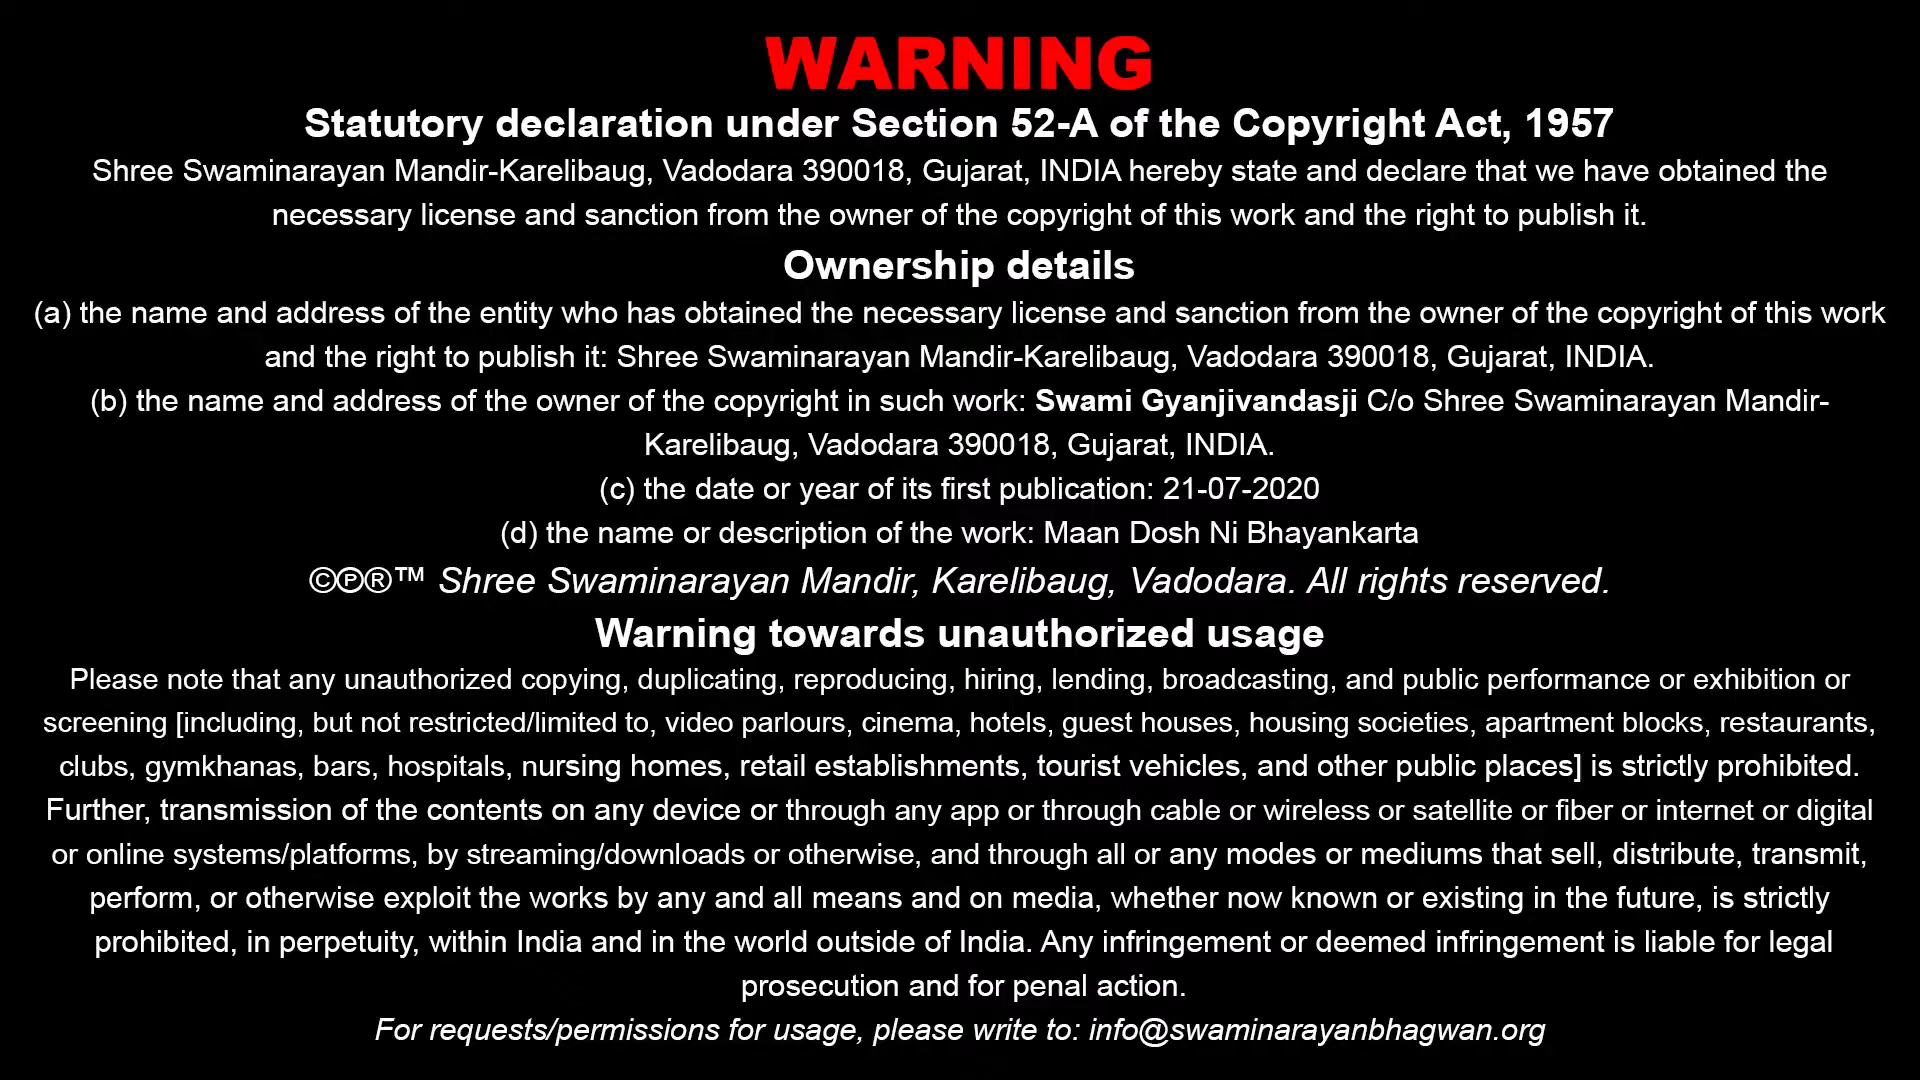 WARNING
Statutory declaration under Section 52-A of the Copyright Act, 1957
Shree Swaminarayan Mandir-Karelibaug, Vadodara 390018, Gujarat, INDIA hereby state and declare that we have obtained the
necessary license and sanction from the owner of the copyright of this work and the right to publish it.
Ownership details
(a) the name and address of the entity who has obtained the necessary license and sanction from the owner of the copyright of this work
and the right to publish it: Shree Swaminarayan Mandir-Karelibaug, Vadodara 390018, Gujarat, INDIA.
(b) the name and address of the owner of the copyright in such work: Swami Gyanjivandasji C/o Shree Swaminarayan Mandir-
Karelibaug, Vadodara 390018, Gujarat, INDIA.
(c) the date or year of its first publication: 21-07-2020
(d) the name or description of the work: Maan Dosh Ni Bhayankarta
©℗®™ Shree Swaminarayan Mandir, Karelibaug, Vadodara. All rights reserved.
Warning towards unauthorized usage
Please note that any unauthorized copying, duplicating, reproducing, hiring, lending, broadcasting, and public performance or exhibition or
screening [including, but not restricted/limited to, video parlours, cinema, hotels, guest houses, housing societies, apartment blocks, restaurants,
clubs, gymkhanas, bars, hospitals, nursing homes, retail establishments, tourist vehicles, and other public places] is strictly prohibited.
Further, transmission of the contents on any device or through any app or through cable or wireless or satellite or fiber or internet or digital
or online systems/platforms, by streaming/downloads or otherwise, and through all or any modes or mediums that sell, distribute, transmit,
perform, or otherwise exploit the works by any and all means and on media, whether now known or existing in the future, is strictly
prohibited, in perpetuity, within India and in the world outside of India. Any infringement or deemed infringement is liable for legal
prosecution and for penal action.
For requests/permissions for usage, please write to: info@swaminarayanbhagwan.org